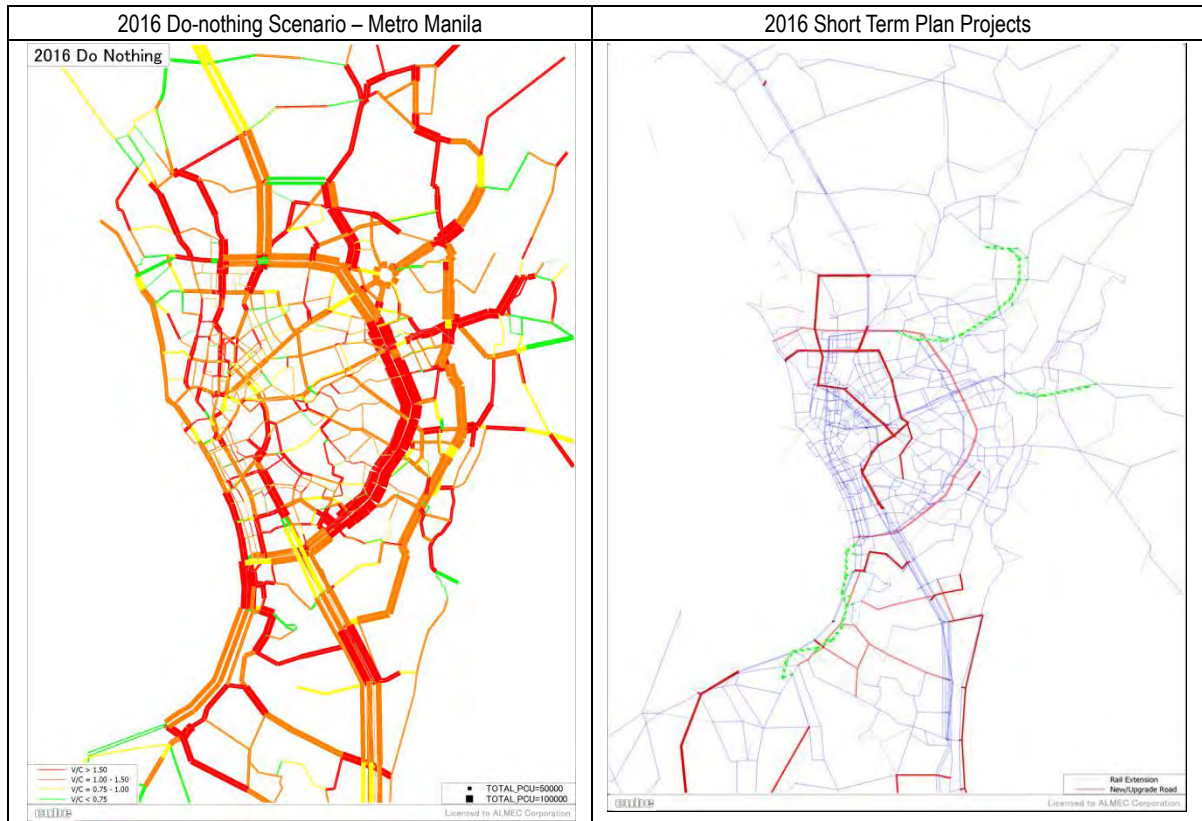 2016 Do-nothing Scenario – Metro Manila
2016 Short Term Plan Projects
2016 Do Nothing
V/C > 1.50
V/C = 1.00 - 1.50
V/C = 0.75 - 1.00
V/C < 0.75
TOTAL_PCU=50000
TOTAL_PCU=100000
Licensed to ALMEC Corporation
Rail Extension
New/Upgrade Road
Licensed to ALMEC Corporation